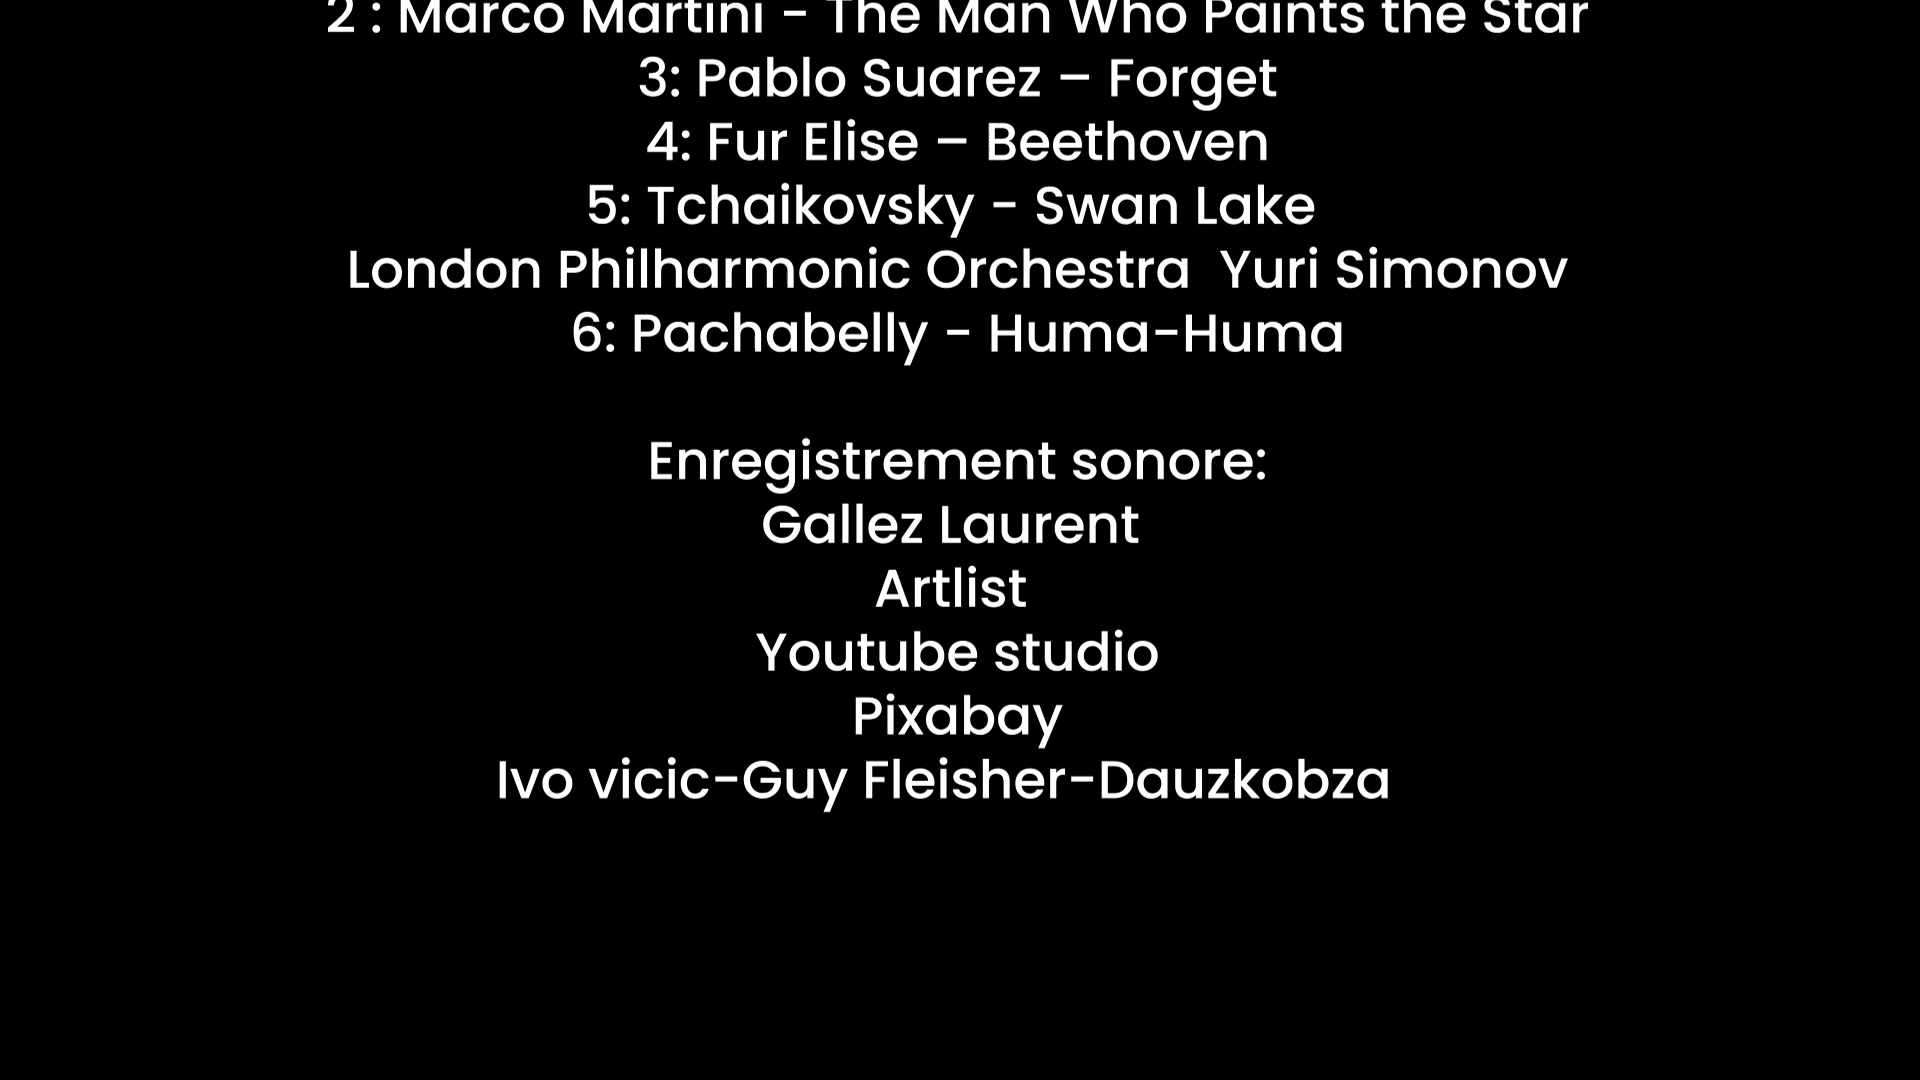 2 : Marco Martini - The Man Who Paints the Star
3: Pablo Suarez – Forget
4: Fur Elise – Beethoven
5: Tchaikovsky - Swan Lake
London Philharmonic Orchestra  Yuri Simonov
6: Pachabelly - Huma-Huma
Enregistrement sonore:
Gallez Laurent
Artlist
Youtube studio
Pixabay
Ivo vicic-Guy Fleisher-Dauzkobza